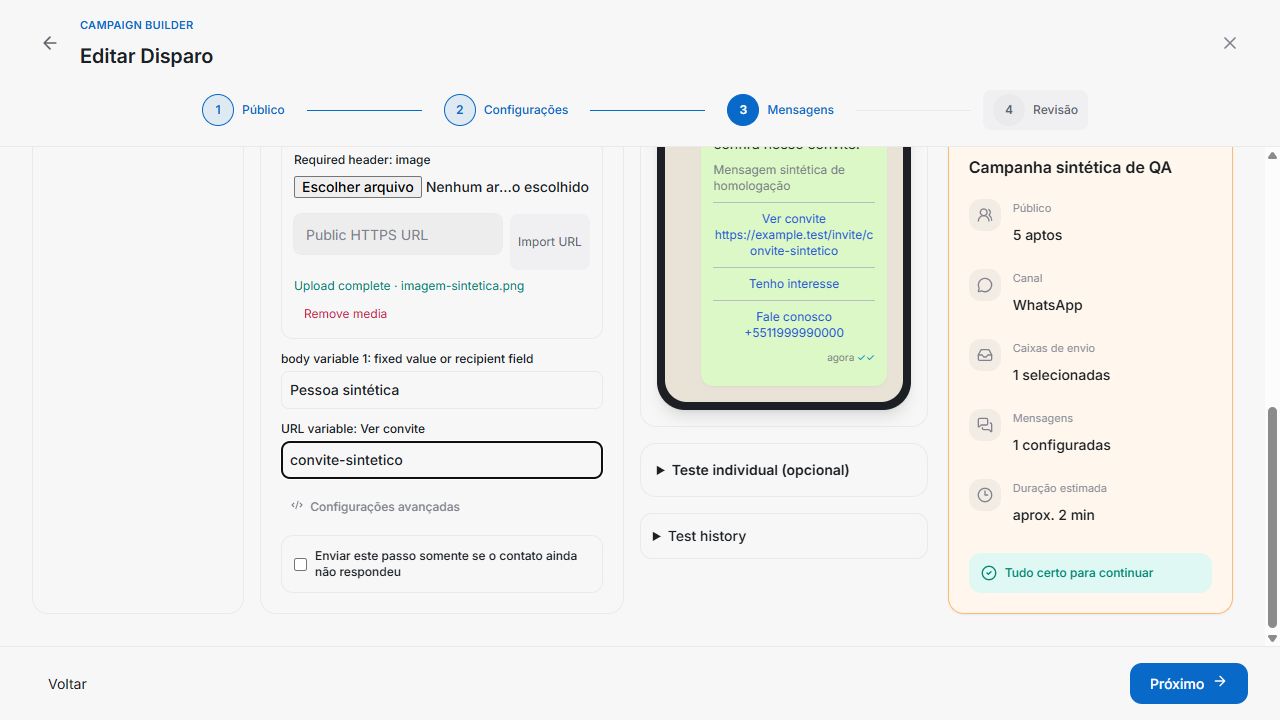 CAMPAIGN BUILDER
Editar Disparo
1 Público
2 Configurações
3 Mensagens
4 Revisão
Required header: image
Escolher arquivo Nenhum ar...o escolhido
Public HTTPS URL
Import URL
Upload complete · imagem-sintetica.png
Remove media
body variable 1: fixed value or recipient field
Pessoa sintética
URL variable: Ver convite
convite-sintetico
Configurações avançadas
Enviar este passo somente se o contato ainda
não respondeu
Mensagem sintética de
homologação
Ver convite
https://example.test/invite/c
onvite-sintetico
Tenho interesse
Fale conosco
+5511999990000
agora
Teste individual (opcional)
Test history
Campanha sintética de QA
Público
5 aptos
Canal
WhatsApp
Caixas de envio
1 selecionadas
Mensagens
1 configuradas
Duração estimada
aprox. 2 min
Tudo certo para continuar
Voltar
Próximo